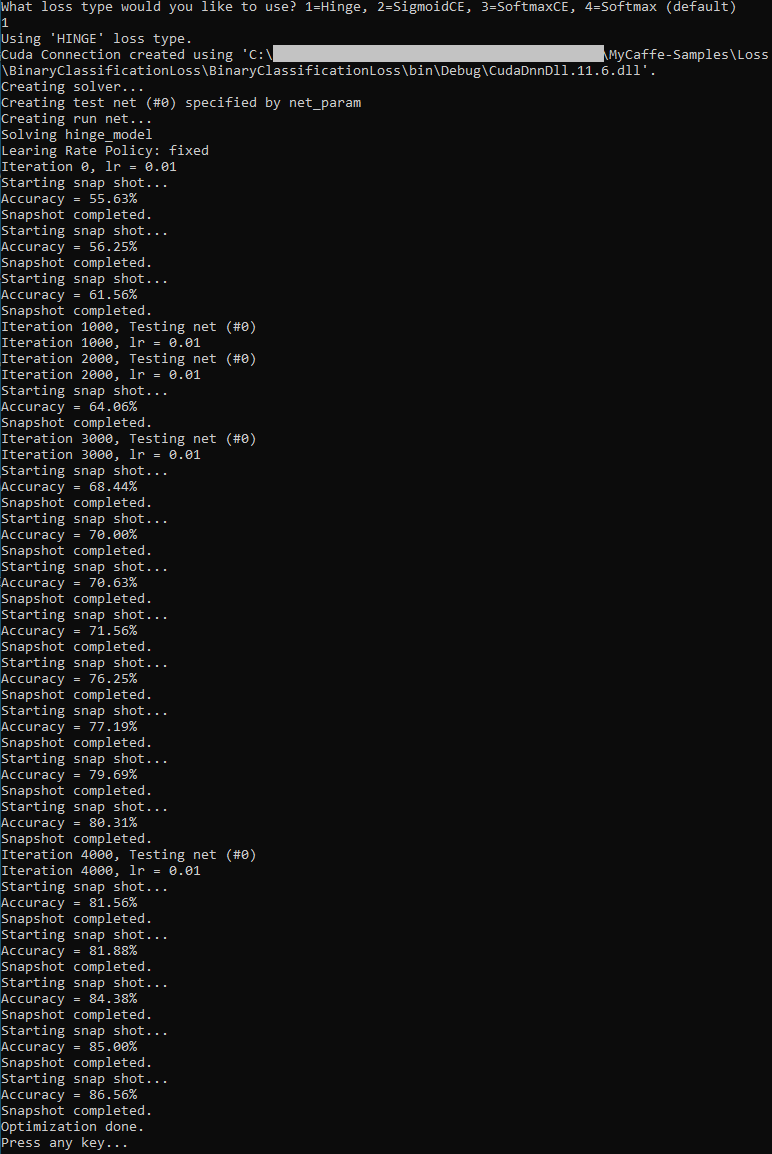 What loss type would you like to use? 1=Hinge, 2=SigmoidCE, 3=SoftmaxCE, 4=Softmax (default)
1
Using 'HINGE' loss type.
Cuda Connection created using 'C:\ \MyCaffe-Samples\Loss
\BinaryClassificationLoss\BinaryClassificationLoss\bin\Debug\CudaDnnDll.11.6.dll'.
Creating solver...
Creating test net (#0) specified by net_param
Creating run net...
Solving hinge_model
Learing Rate Policy: fixed
Iteration 0, lr = 0.01
Starting snap shot...
Accuracy = 55.63%
Snapshot completed.
Starting snap shot...
Accuracy = 56.25%
Snapshot completed.
Starting snap shot...
Accuracy = 61.56%
Snapshot completed.
Iteration 1000, Testing net (#0)
Iteration 1000, lr = 0.01
Iteration 2000, Testing net (#0)
Iteration 2000, lr = 0.01
Starting snap shot...
Accuracy = 64.06%
Snapshot completed.
Iteration 3000, Testing net (#0)
Iteration 3000, lr = 0.01
Starting snap shot...
Accuracy = 68.44%
Snapshot completed.
Starting snap shot...
Accuracy = 70.00%
Snapshot completed.
Starting snap shot...
Accuracy = 70.63%
Snapshot completed.
Starting snap shot...
Accuracy = 71.56%
Snapshot completed.
Starting snap shot...
Accuracy = 76.25%
Snapshot completed.
Starting snap shot...
Accuracy = 77.19%
Snapshot completed.
Starting snap shot...
Accuracy = 79.69%
Snapshot completed.
Starting snap shot...
Accuracy = 80.31%
Snapshot completed.
Iteration 4000, Testing net (#0)
Iteration 4000, lr = 0.01
Starting snap shot...
Accuracy = 81.56%
Snapshot completed.
Starting snap shot...
Accuracy = 81.88%
Snapshot completed.
Starting snap shot...
Accuracy = 84.38%
Snapshot completed.
Starting snap shot...
Accuracy = 85.00%
Snapshot completed.
Starting snap shot...
Accuracy = 86.56%
Snapshot completed.
Optimization done.
Press any key...